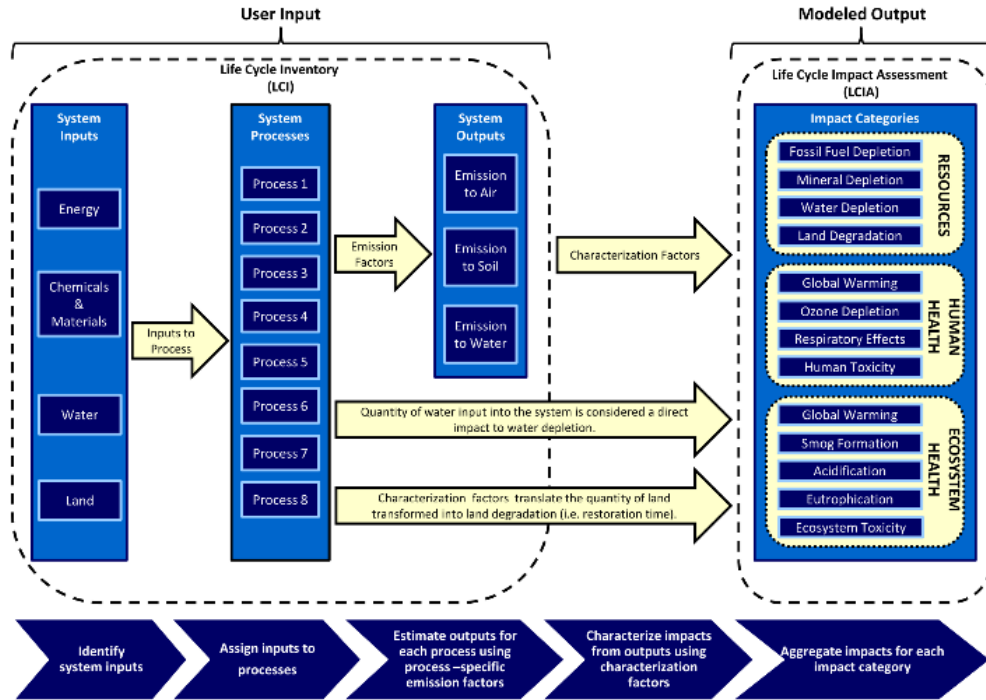 User Input
Modeled Output
Life Cycle Inventory
(LCI)
System
Inputs
Energy
Chemicals
&
Materials
Water
Land
Inputs to
Process
System
Processes
Process 1
Process 2
Process 3
Process 4
Process 5
Process 6
Process 7
Process 8
Emission
Factors
System
Outputs
Emission
to Air
Emission
to Soil
Emission
to Water
Characterization Factors
Quantity of water input into the system is considered a direct
impact to water depletion.
Characterization factors translate the quantity of land
transformed into land degradation (i.e. restoration time).
Life Cycle Impact Assessment
(LCIA)
Impact Categories
Fossil Fuel Depletion
Mineral Depletion
Water Depletion
Land Degradation
RESOURCES
Global Warming
Ozone Depletion
Respiratory Effects
Human Toxicity
HUMAN
HEALTH
Global Warming
Smog Formation
Acidification
Eutrophication
Ecosystem Toxicity
ECOSYSTEM
HEALTH
Identify
system inputs
Assign inputs to
processes
Estimate outputs for
each process using
process –specific
emission factors
Characterize impacts
from outputs using
characterization
factors
Aggregate impacts for each
impact category